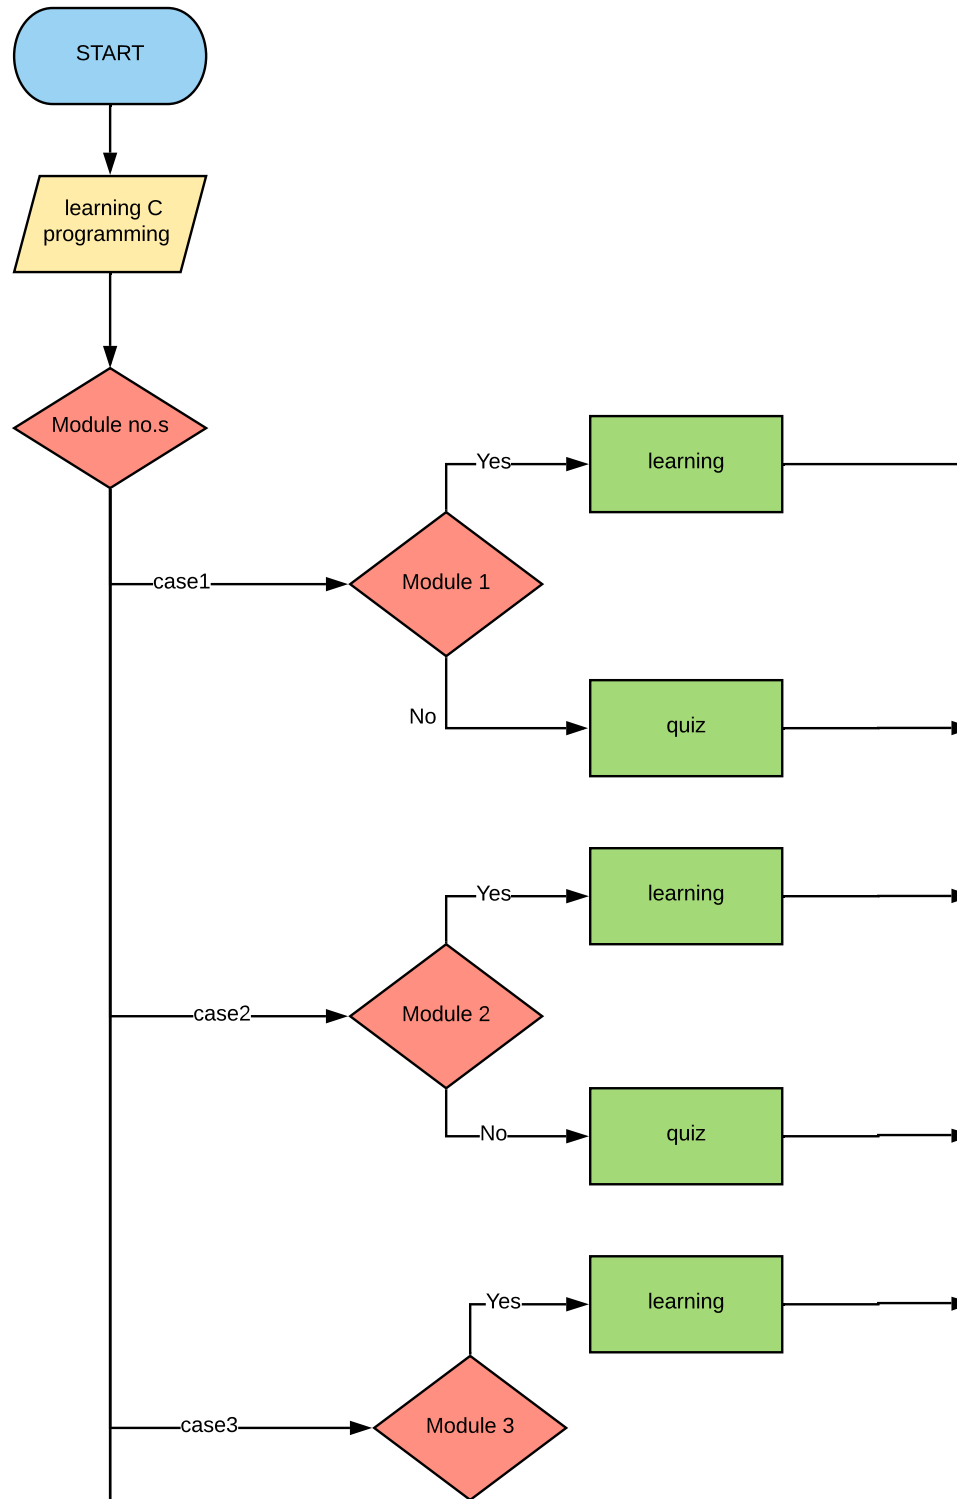 START
learning C
programming
Module no.s
Yes
learning
case1
Module 1
No
quiz
Yes
learning
case2
Module 2
No
quiz
Yes
learning
case3
Module 3